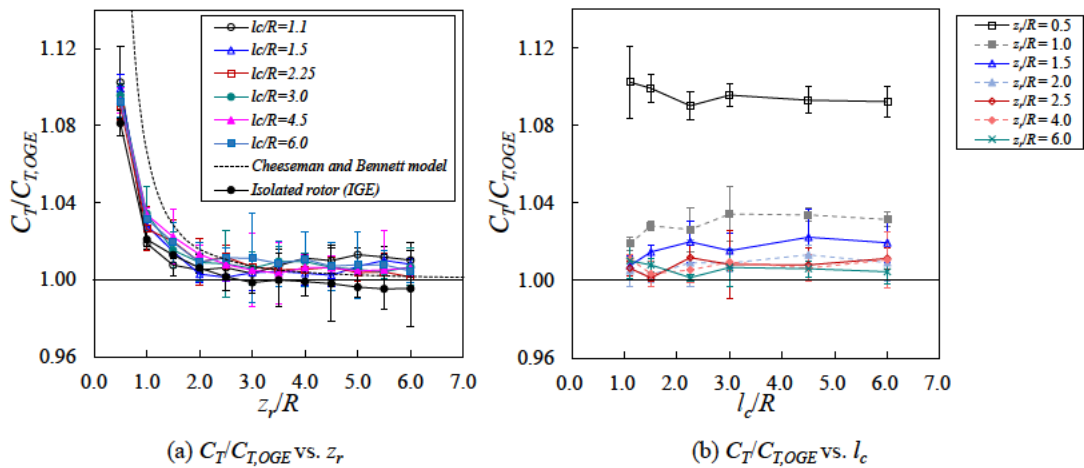 1.12
1.08
1.04
1.00
0.96
C_T/C_T,OGE
lc/R=1.1
lc/R=1.5
lc/R=2.25
lc/R=3.0
lc/R=4.5
lc/R=6.0
Cheeseman and Bennett model
Isolated rotor (IGE)
0.0 1.0 2.0 3.0 4.0 5.0 6.0 7.0
z_r/R
(a) C_T/C_T,OGE vs. z_r
1.12
1.08
1.04
1.00
0.96
C_T/C_T,OGE
0.0 1.0 2.0 3.0 4.0 5.0 6.0 7.0
l_c/R
z_r/R = 0.5
z_r/R = 1.0
z_r/R = 1.5
z_r/R = 2.0
z_r/R = 2.5
z_r/R = 4.0
z_r/R = 6.0
(b) C_T/C_T,OGE vs. l_c